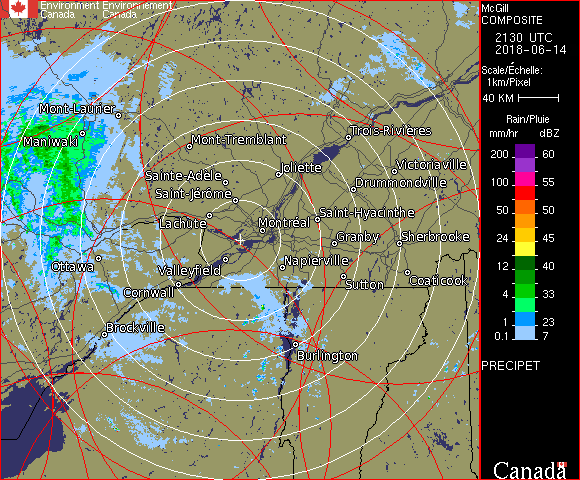 Environment Environnement
Canada Canada
McGill
COMPOSITE
2130 UTC
2018-06-14
Scale/Échelle:
1km/Pixel
40 KM
Rain/Pluie
mm/hr dBZ
200 60
100 55
50 50
24 45
12 40
4 33
1 23
0.1 7
PRECIPET
Canada
Mont-Laurier
Maniwaki
Mont-Tremblant
Trois-Rivières
Joliette
Victoriaville
Sainte-Adèle
Drummondville
Saint-Jérôme
Saint-Hyacinthe
Lachute
Montréal
Granby
Sherbrooke
Ottawa
Valleyfield
Napierville
Cornwall
Sutton
Coaticook
Brockville
Burlington